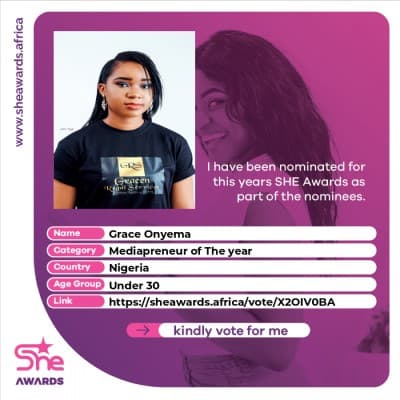 www.sheawards.africa
GRS
Graceen
Right Services
I have been nominated for
this years SHE Awards as
part of the nominees.
Name Grace Onyema
Category Mediapreneur of The year
Country Nigeria
Age Group Under 30
Link https://sheawards.africa/vote/X2OIV0BA
kindly vote for me
She
AWARDS